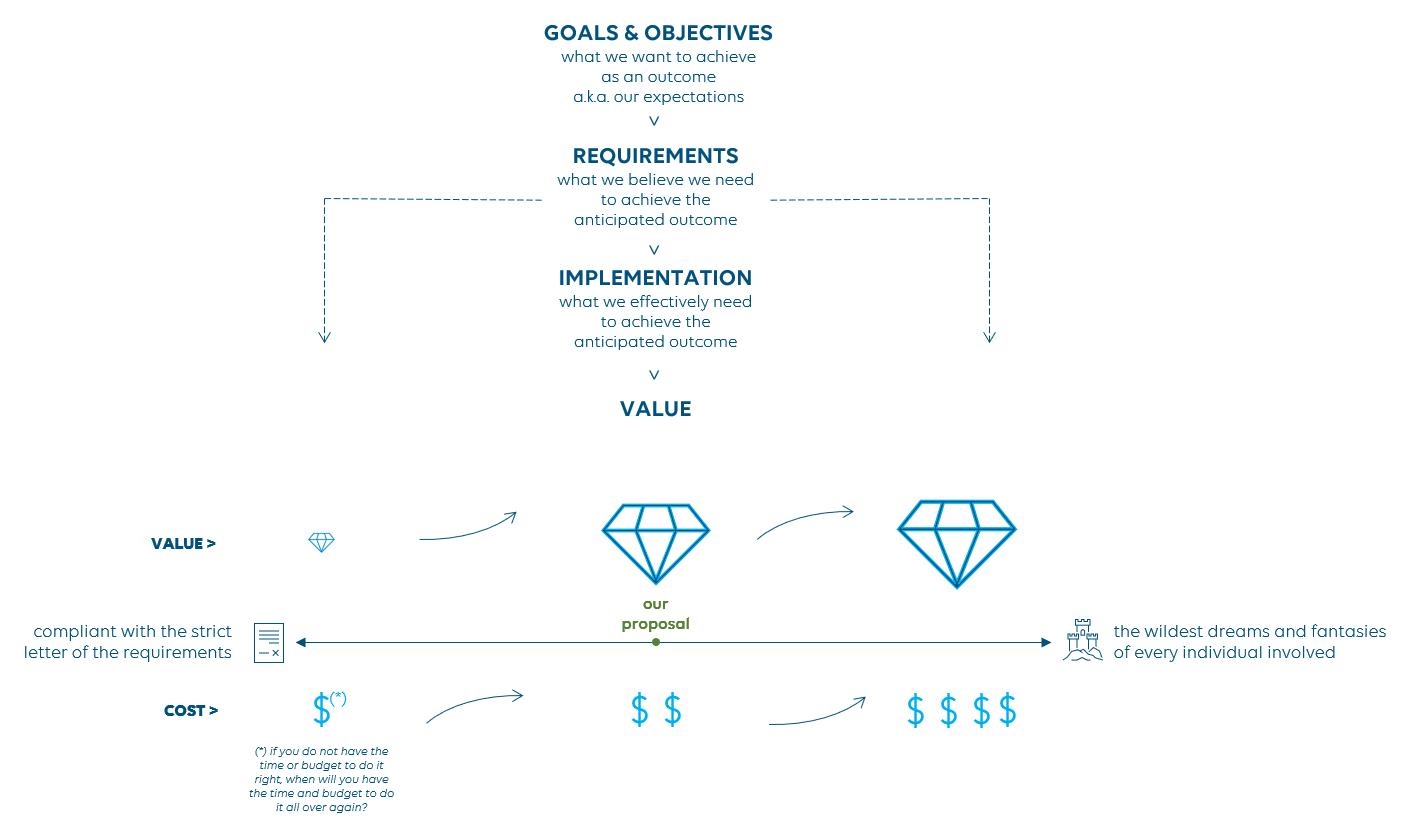 GOALS & OBJECTIVES
what we want to achieve
as an outcome
a.k.a. our expectations
REQUIREMENTS
what we believe we need
to achieve the
anticipated outcome
IMPLEMENTATION
what we effectively need
to achieve the
anticipated outcome
VALUE
VALUE >
our
proposal
compliant with the strict
letter of the requirements
the wildest dreams and fantasies
of every individual involved
COST >
$(*)
$ $
$ $ $ $
(*) if you do not have the
time or budget to do it
right, when will you have
the time and budget to do
it all over again?